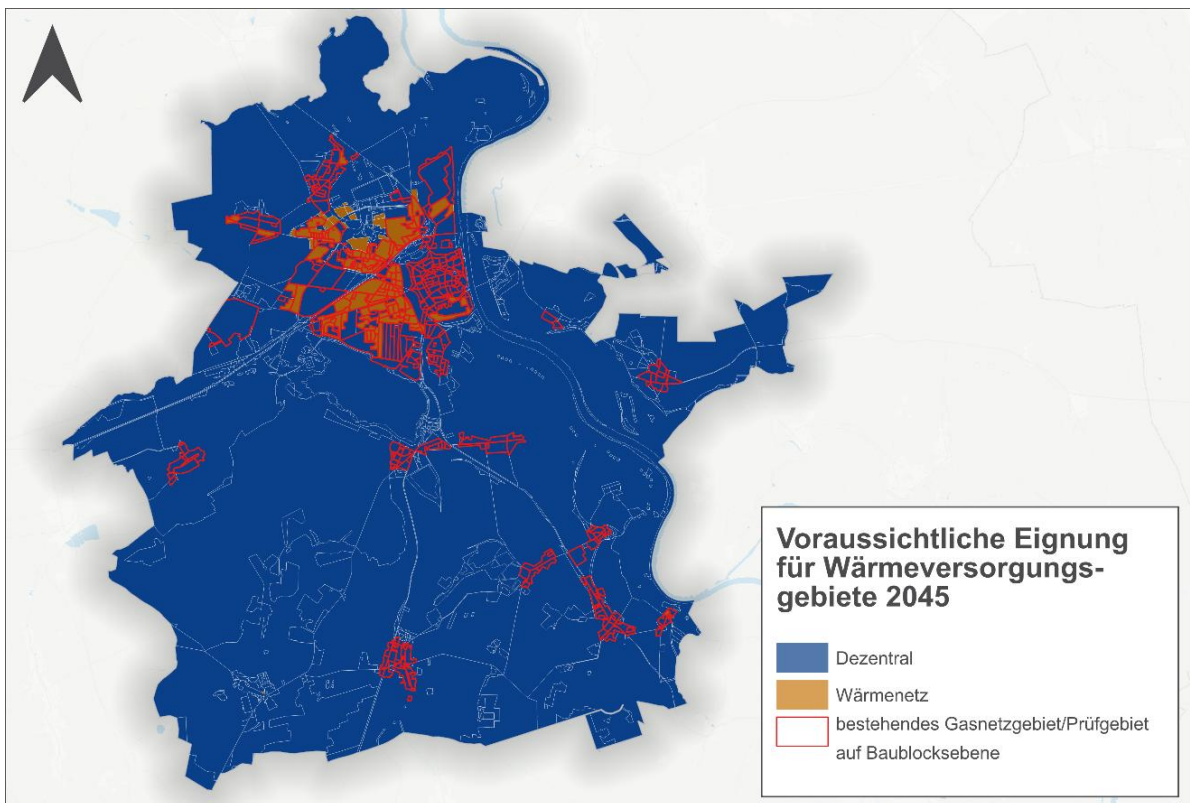 Voraussichtliche Eignung
für Wärmeversorgungs-
gebiete 2045
Dezentral
Wärmenetz
bestehendes Gasnetzgebiet/Prüfgebiet
auf Baublocksebene